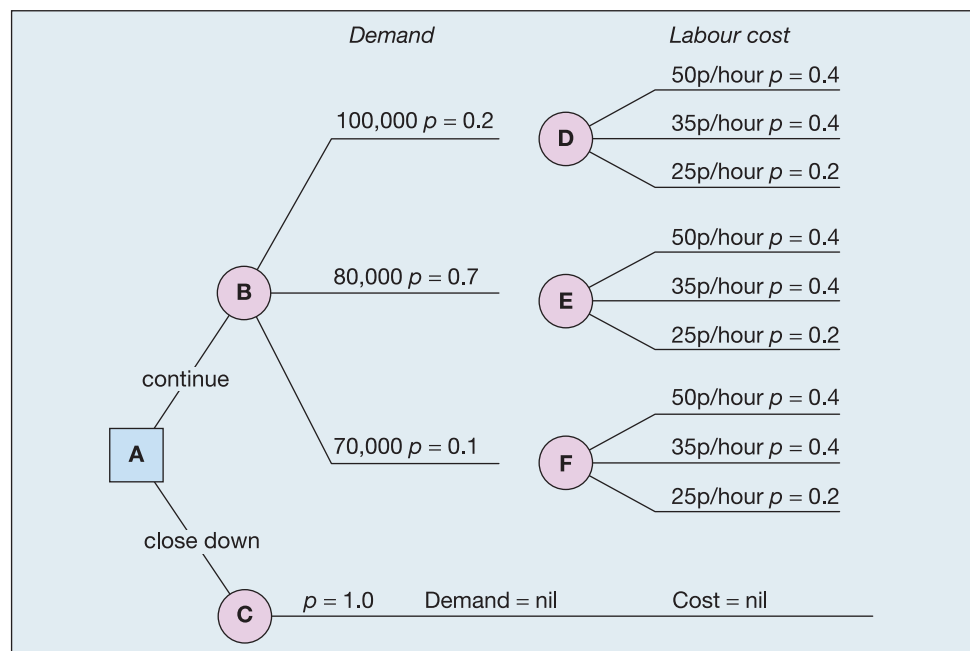 Demand Labour cost
50p/hour p = 0.4
100,000 p = 0.2
D
35p/hour p = 0.4
25p/hour p = 0.2
50p/hour p = 0.4
B
80,000 p = 0.7
E
35p/hour p = 0.4
25p/hour p = 0.2
continue
50p/hour p = 0.4
A
70,000 p = 0.1
F
35p/hour p = 0.4
25p/hour p = 0.2
close down
C
p = 1.0 Demand = nil Cost = nil